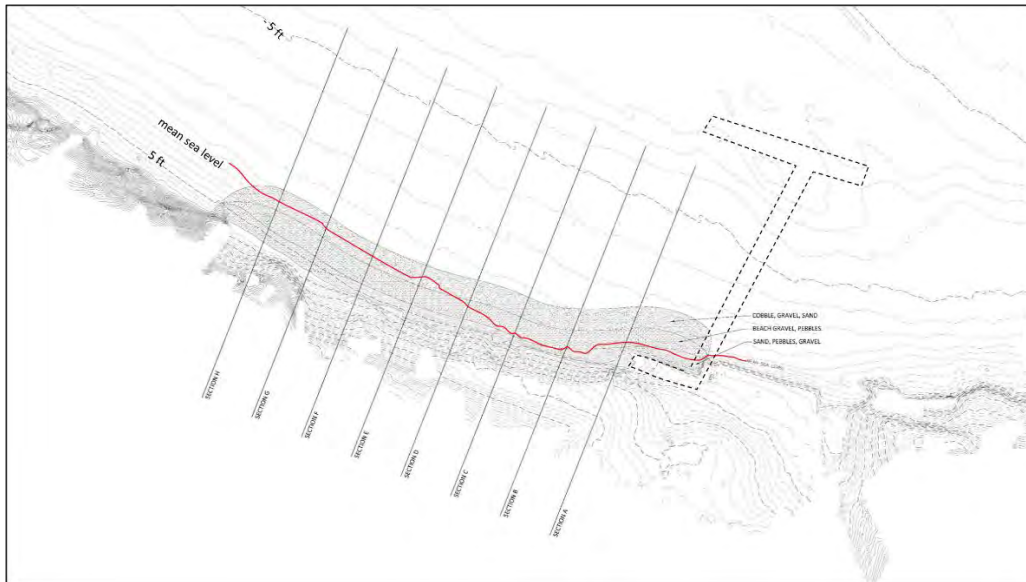 -5 ft
mean sea level
5 ft
COBBLE, GRAVEL, SAND
BEACH GRAVEL, PEBBLES
SAND, PEBBLES, GRAVEL
SECTION H
SECTION G
SECTION F
SECTION E
SECTION D
SECTION C
SECTION B
SECTION A